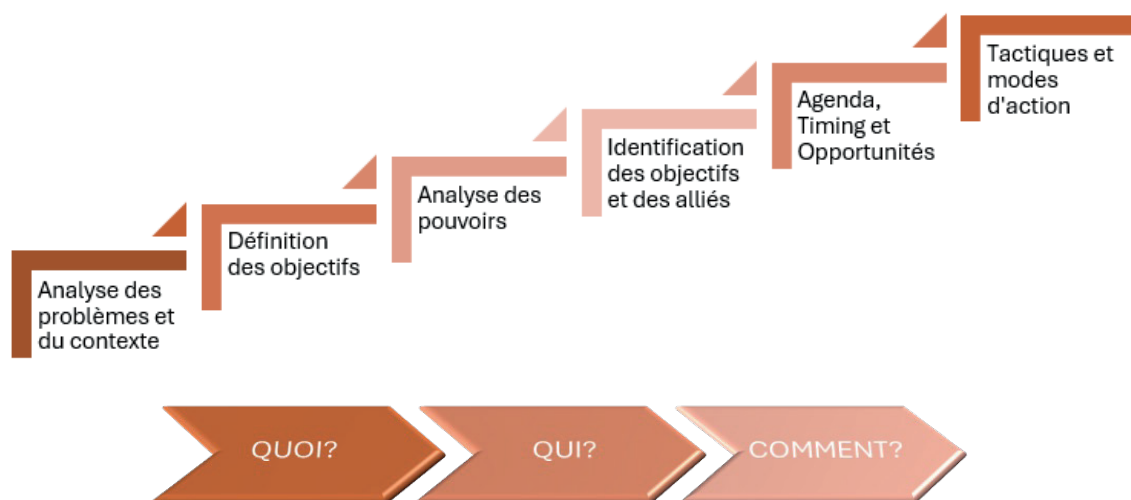 Analyse des
problèmes et
du contexte
Définition
des objectifs
Analyse des
pouvoirs
Identification
des objectifs
et des alliés
Agenda,
Timing et
Opportunités
Tactiques et
modes
d'action
QUOI?
QUI?
COMMENT?